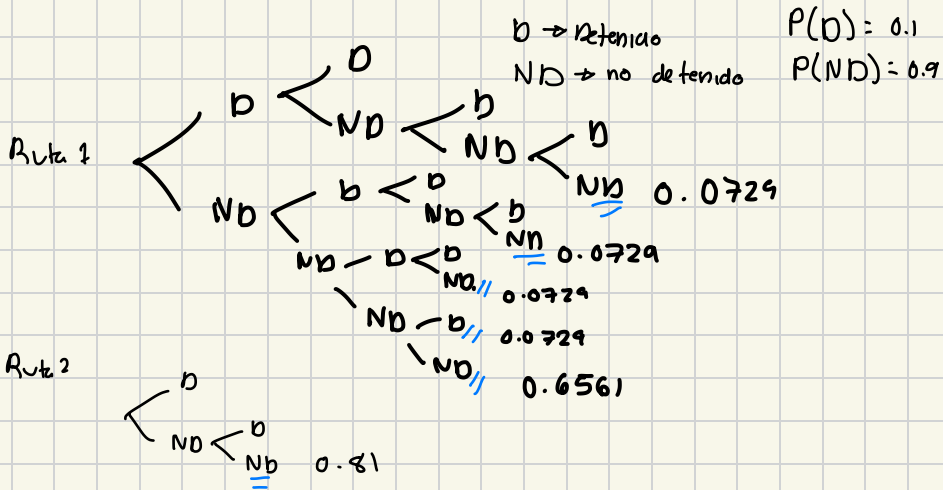 D → Detenido
P(D) = 0.1
ND → no detenido
P(ND) = 0.9
Ruta 1
D
D
ND
D
ND
D
ND 0.0729
ND
D
D
ND
D
ND 0.0729
ND
D
D
ND 0.0729
ND
D 0.0729
ND 0.6561
Ruta 2
D
ND
D
ND 0.81